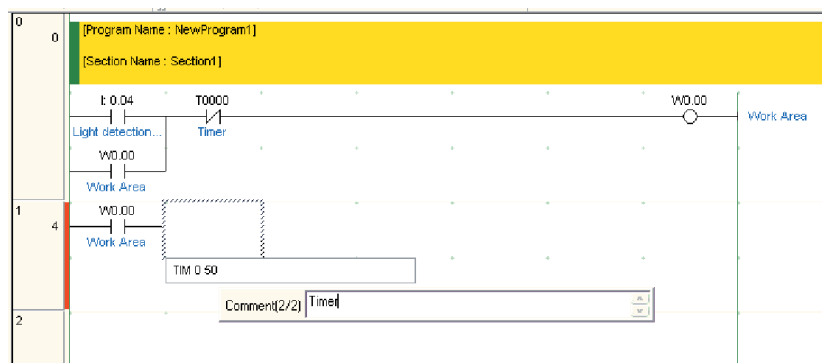 0
0
[Program Name : NewProgram1]
[Section Name : Section1]
I: 0.04
T0000
W0.00
Work Area
Light detection...
Timer
W0.00
Work Area
1
4
W0.00
Work Area
TIM 0 50
Comment(2/2)
Timer
2